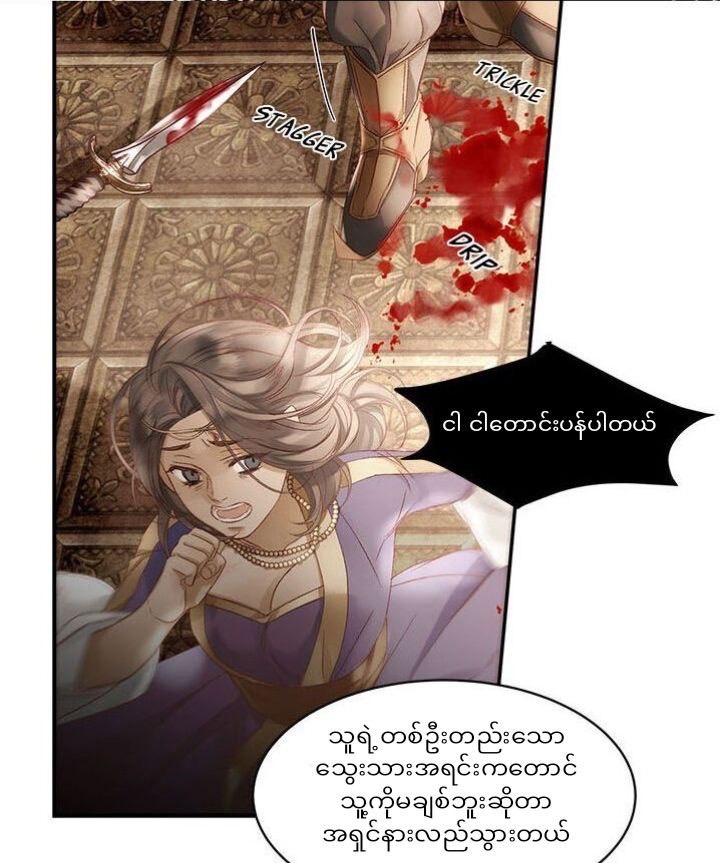 TRICKLE
STAGGER
DRIP
ငါ ငါတောင်းပန်ပါတယ်
သူရဲ့ တစ်ဦးတည်းသော
သွေးသားအရင်းကတောင်
သူ့ကိုမချစ်ဘူးဆိုတာ
အရှင်နားလည်သွားတယ်